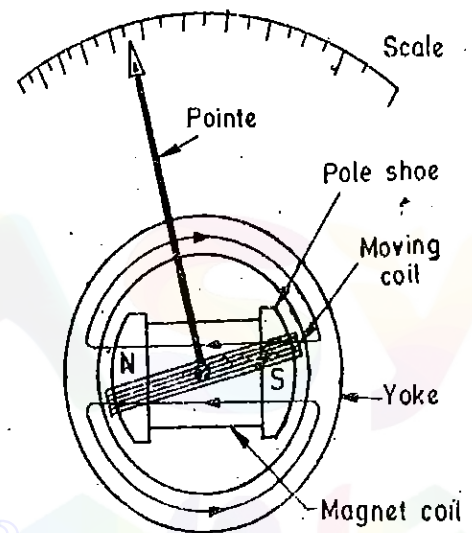 Scale
Pointe
Pole shoe
Moving
coil
N
S
Yoke
Magnet coil